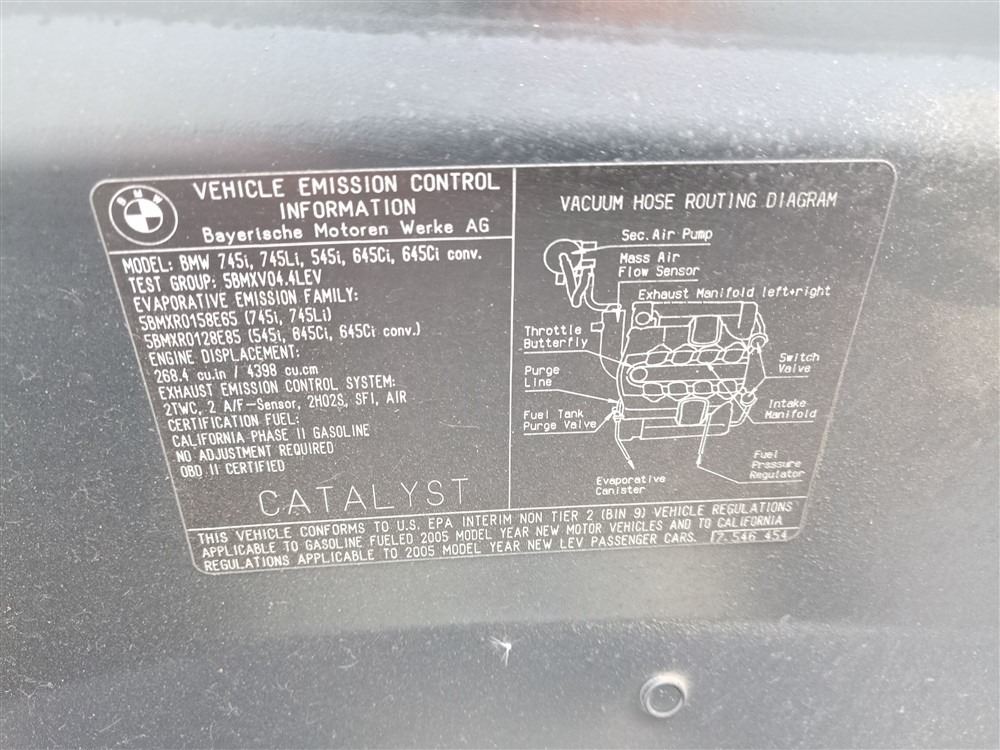 BMW
VEHICLE EMISSION CONTROL
INFORMATION
Bayerische Motoren Werke AG
MODEL: BMW 745i, 745Li, 545i, 645Ci, 645Ci conv.
TEST GROUP: 5BMXV04.4LEV
EVAPORATIVE EMISSION FAMILY:
5BMXR0158E65 (745i, 745Li)
5BMXR0128E85 (545i, 645Ci, 645Ci conv.)
ENGINE DISPLACEMENT:
268.4 cu.in / 4398 cu.cm
EXHAUST EMISSION CONTROL SYSTEM:
2TWC, 2 A/F-Sensor, 2HO2S, SFI, AIR
CERTIFICATION FUEL:
CALIFORNIA PHASE II GASOLINE
NO ADJUSTMENT REQUIRED
OBD II CERTIFIED
CATALYST
VACUUM HOSE ROUTING DIAGRAM
Sec. Air Pump
Mass Air
Flow Sensor
Exhaust Manifold left+right
Throttle
Butterfly
Switch
Valve
Purge
Line
Intake
Manifold
Fuel Tank
Purge Valve
Fuel
Pressure
Regulator
Evaporative
Canister
THIS VEHICLE CONFORMS TO U.S. EPA INTERIM NON TIER 2 (BIN 9) VEHICLE REGULATIONS
APPLICABLE TO GASOLINE FUELED 2005 MODEL YEAR NEW MOTOR VEHICLES AND TO CALIFORNIA
REGULATIONS APPLICABLE TO 2005 MODEL YEAR NEW LEV PASSENGER CARS. 7 546 454